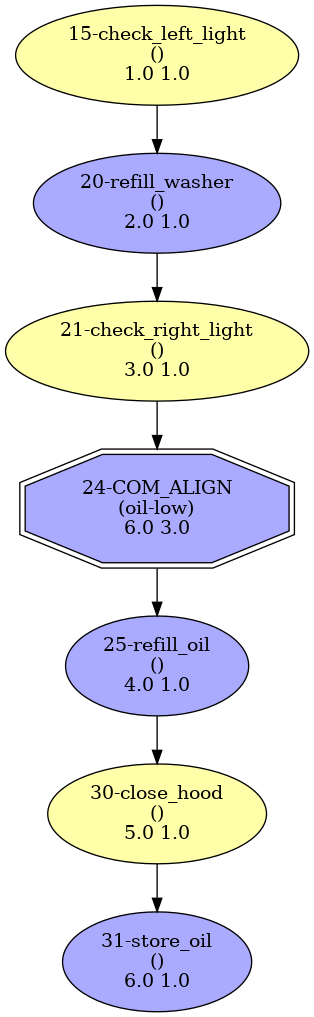 15-check_left_light
()
1.0 1.0
20-refill_washer
()
2.0 1.0
21-check_right_light
()
3.0 1.0
24-COM_ALIGN
(oil-low)
6.0 3.0
25-refill_oil
()
4.0 1.0
30-close_hood
()
5.0 1.0
31-store_oil
()
6.0 1.0